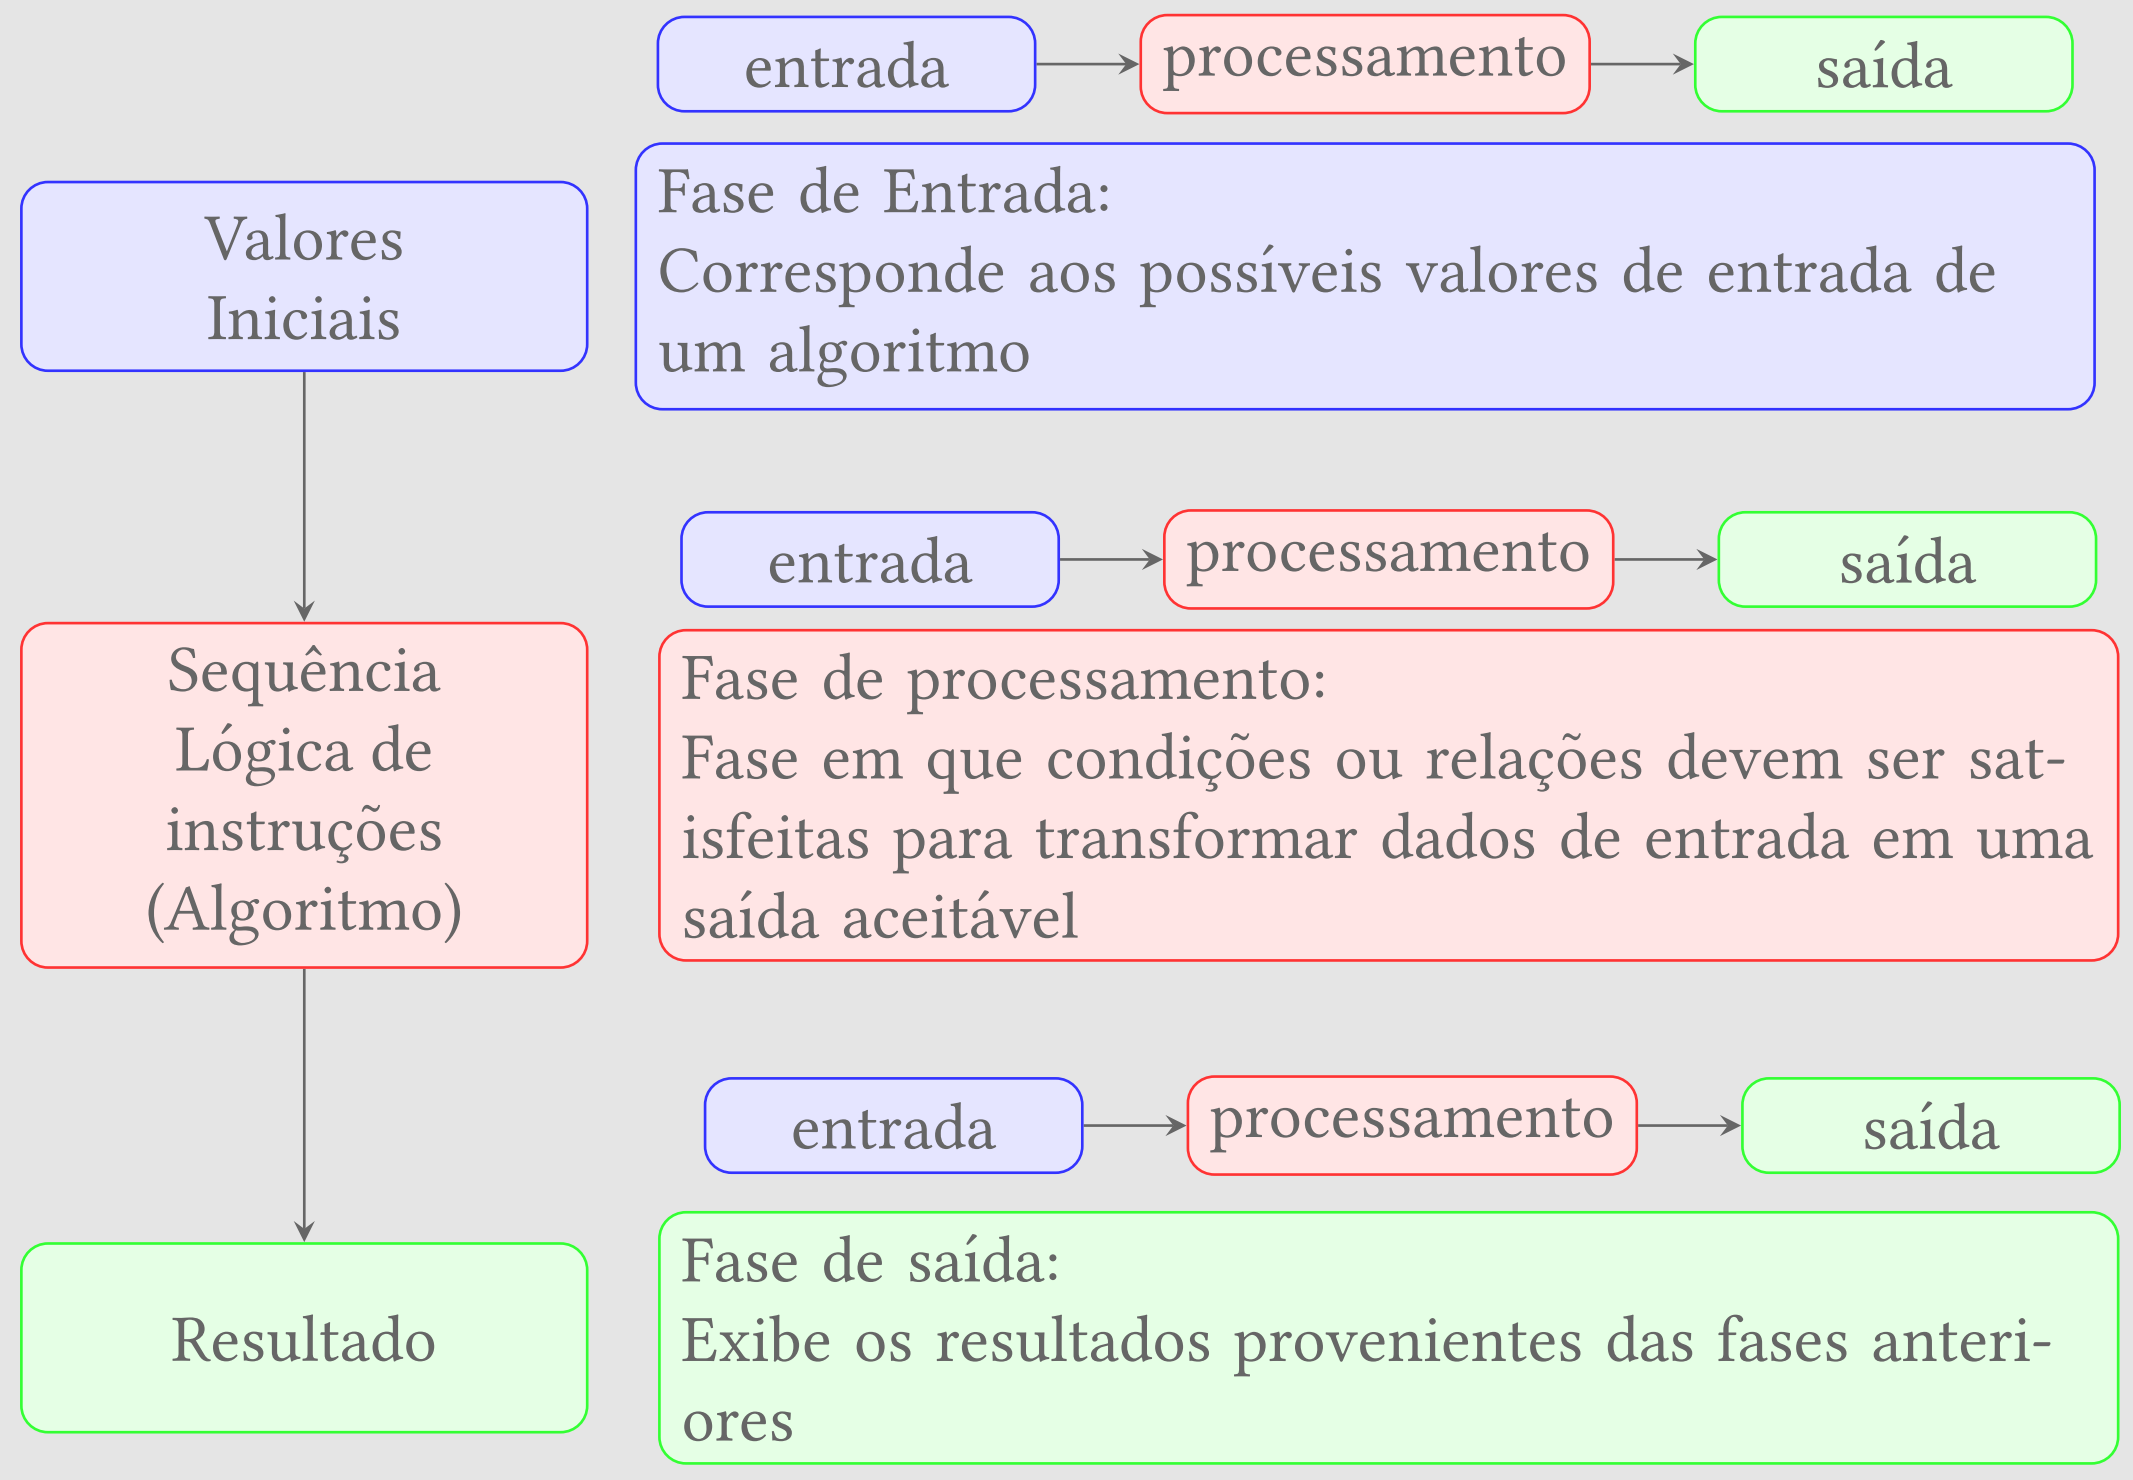 entrada
processamento
saída
Valores
Iniciais
Fase de Entrada:
Corresponde aos possíveis valores de entrada de
um algoritmo
entrada
processamento
saída
Sequência
Lógica de
instruções
(Algoritmo)
Fase de processamento:
Fase em que condições ou relações devem ser sat-
isfeitas para transformar dados de entrada em uma
saída aceitável
entrada
processamento
saída
Resultado
Fase de saída:
Exibe os resultados provenientes das fases anteri-
ores